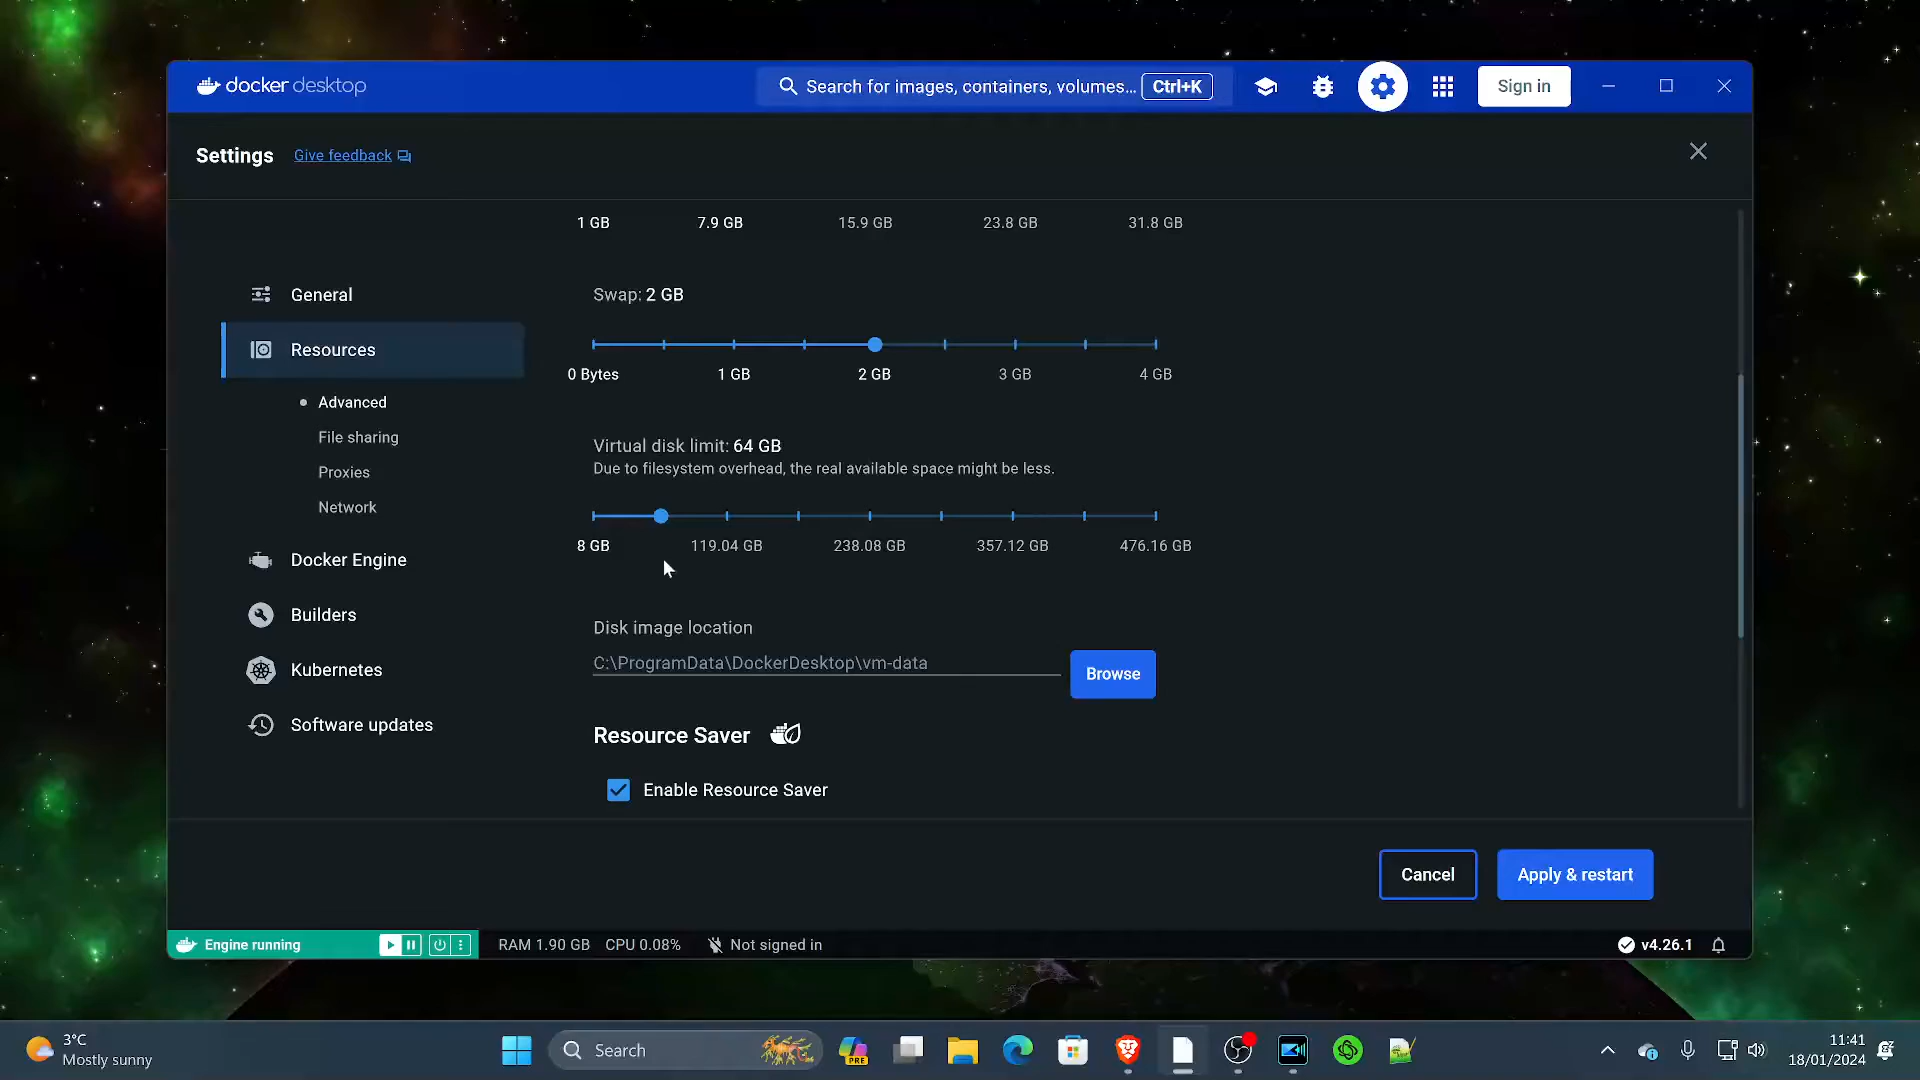 docker desktop
Search for images, containers, volumes... Ctrl+K
Sign in
Settings
Give feedback
1 GB 7.9 GB 15.9 GB 23.8 GB 31.8 GB
General
Resources
Advanced
File sharing
Proxies
Network
Docker Engine
Builders
Kubernetes
Software updates
Swap: 2 GB
0 Bytes 1 GB 2 GB 3 GB 4 GB
Virtual disk limit: 64 GB
Due to filesystem overhead, the real available space might be less.
8 GB 119.04 GB 238.08 GB 357.12 GB 476.16 GB
Disk image location
C:\ProgramData\DockerDesktop\vm-data
Browse
Resource Saver
Enable Resource Saver
Cancel
Apply & restart
Engine running
RAM 1.90 GB CPU 0.08% Not signed in
v4.26.1
3°C
Mostly sunny
Search
PRE
11:41
18/01/2024